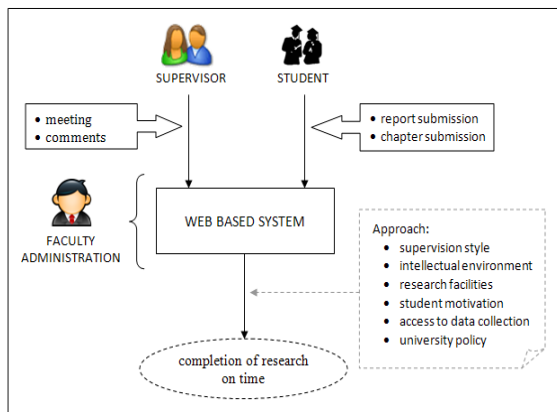 SUPERVISOR
STUDENT
• meeting
• comments
• report submission
• chapter submission
FACULTY
ADMINISTRATION
WEB BASED SYSTEM
Approach:
• supervision style
• intellectual environment
• research facilities
• student motivation
• access to data collection
• university policy
completion of research
on time